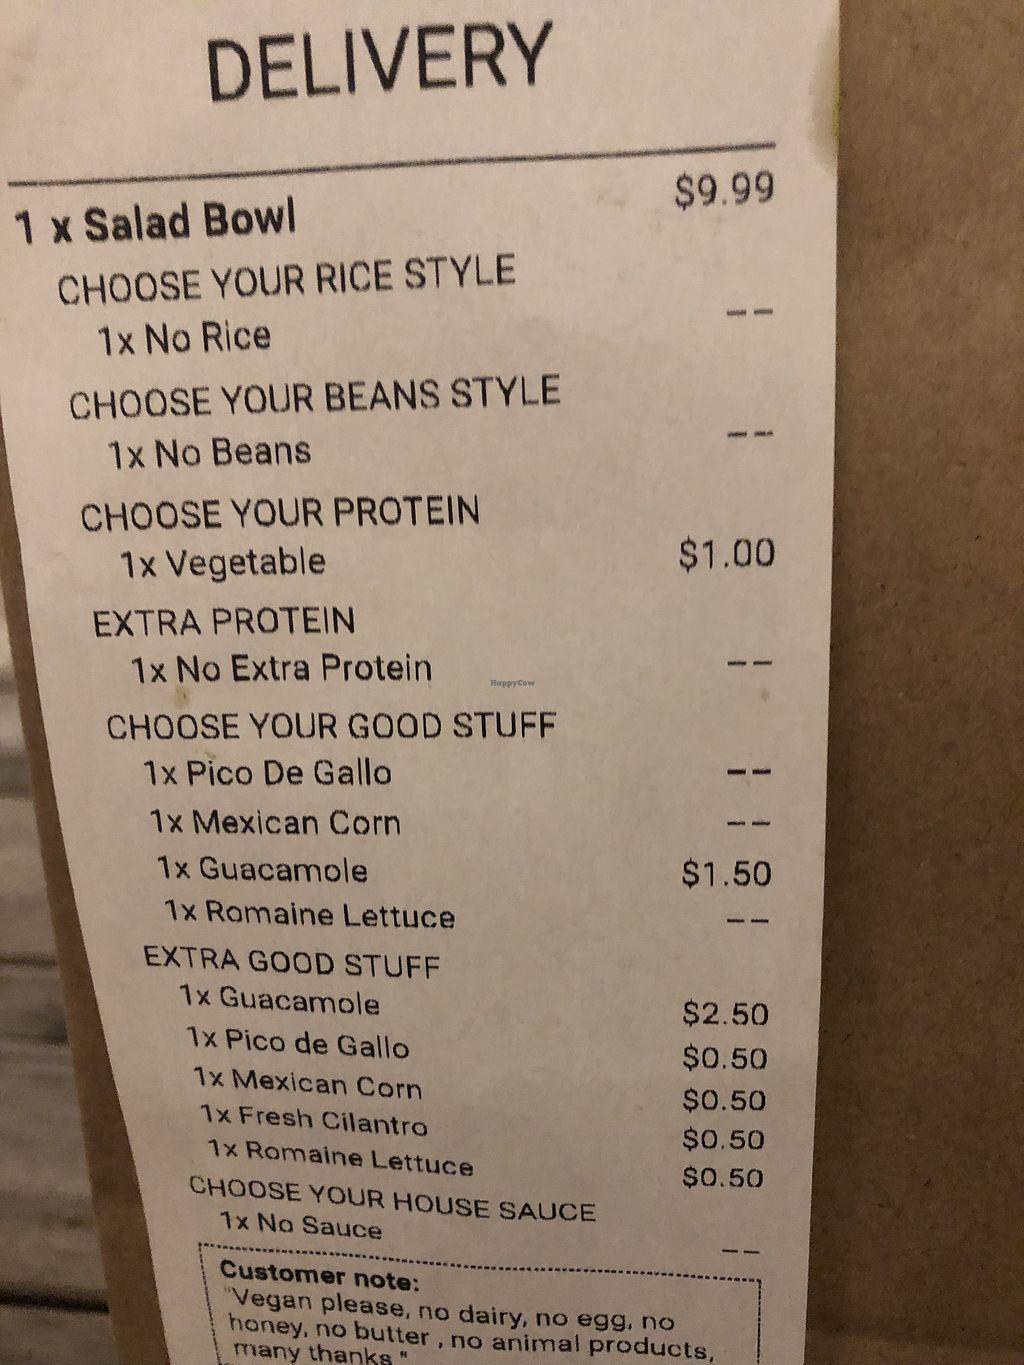 DELIVERY
1 x Salad Bowl $9.99
CHOOSE YOUR RICE STYLE
1x No Rice --
CHOOSE YOUR BEANS STYLE
1x No Beans --
CHOOSE YOUR PROTEIN
1x Vegetable $1.00
EXTRA PROTEIN
1x No Extra Protein --
HappyCow
CHOOSE YOUR GOOD STUFF
1x Pico De Gallo --
1x Mexican Corn --
1x Guacamole $1.50
1x Romaine Lettuce --
EXTRA GOOD STUFF
1x Guacamole $2.50
1x Pico de Gallo $0.50
1x Mexican Corn $0.50
1x Fresh Cilantro $0.50
1x Romaine Lettuce $0.50
CHOOSE YOUR HOUSE SAUCE
1x No Sauce --
Customer note:
"Vegan please, no dairy, no egg, no
honey, no butter , no animal products,
many thanks "